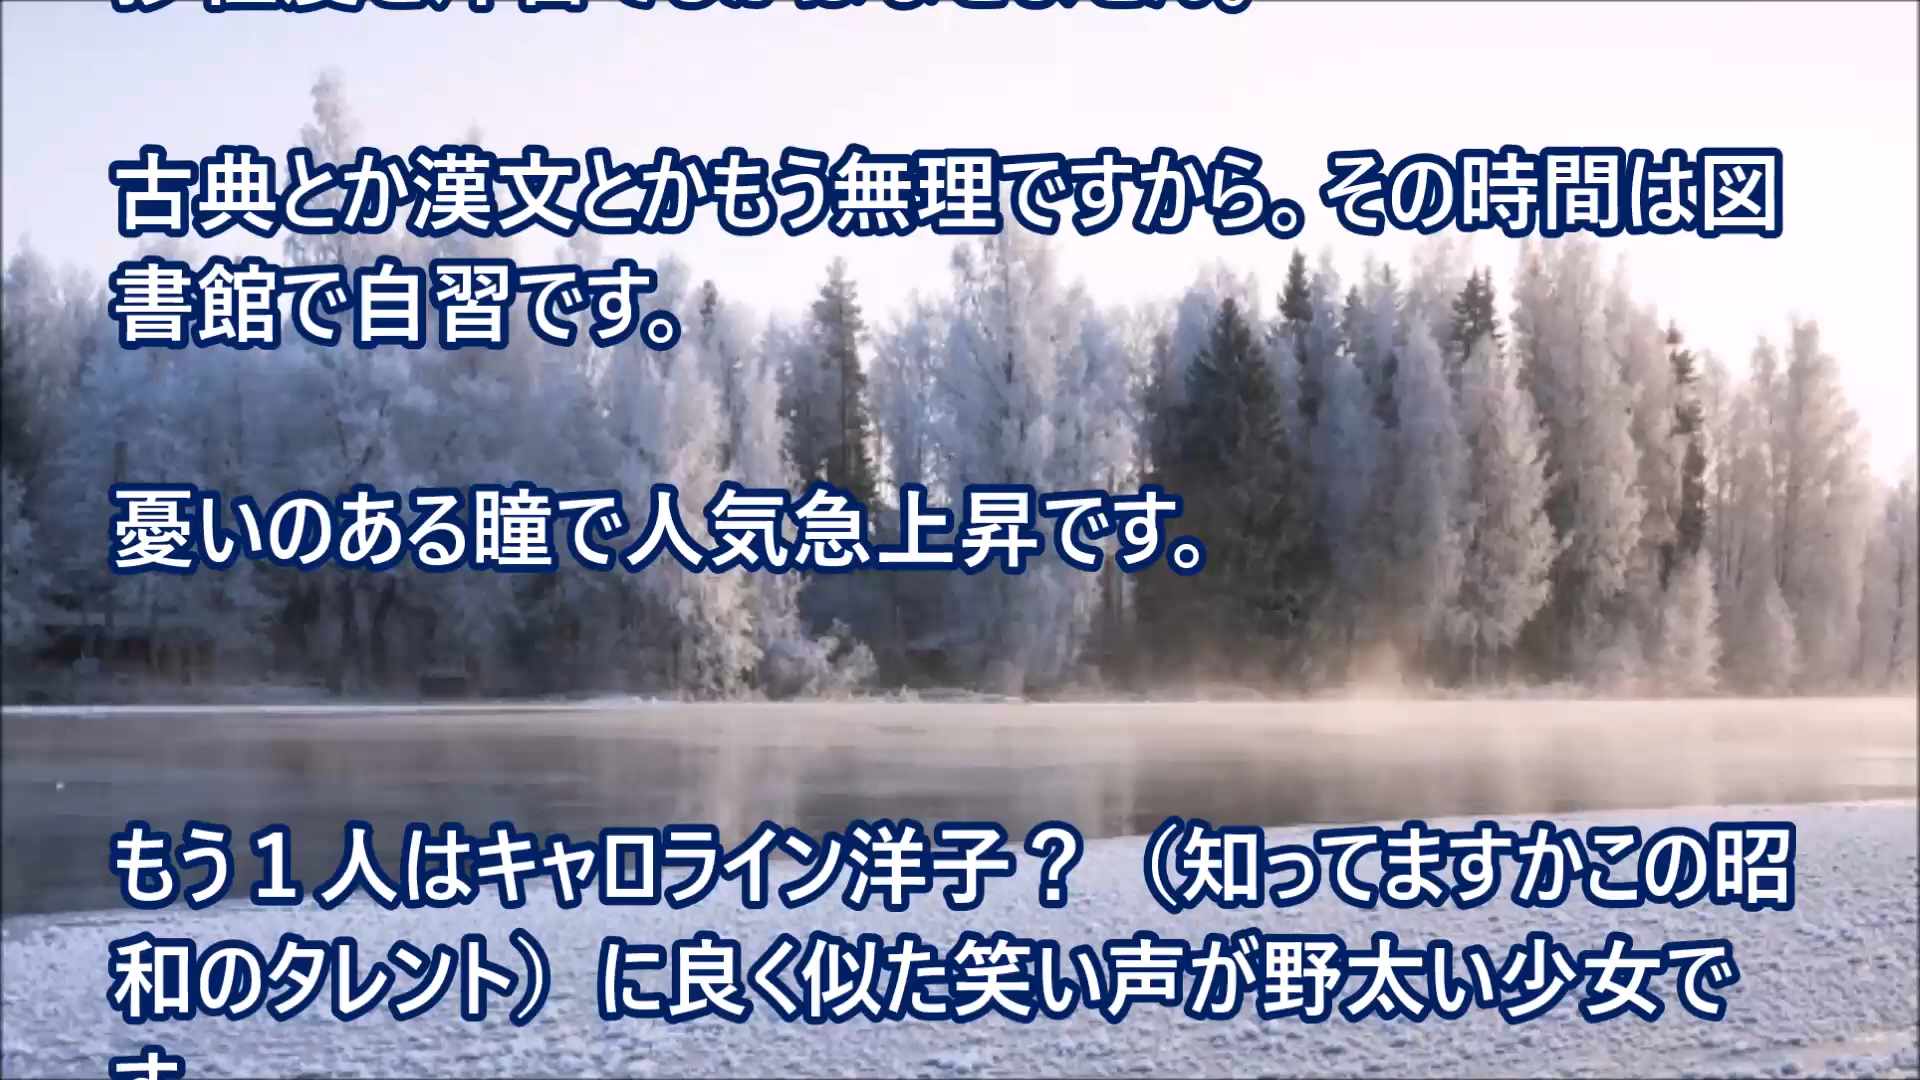 古典とか漢文とかもう無理ですから。その時間は図
書館で自習です。
憂いのある瞳で人気急上昇です。
もう１人はキャロライン洋子？（知ってますかこの昭
和のタレント）に良く似た笑い声が野太い少女で
す